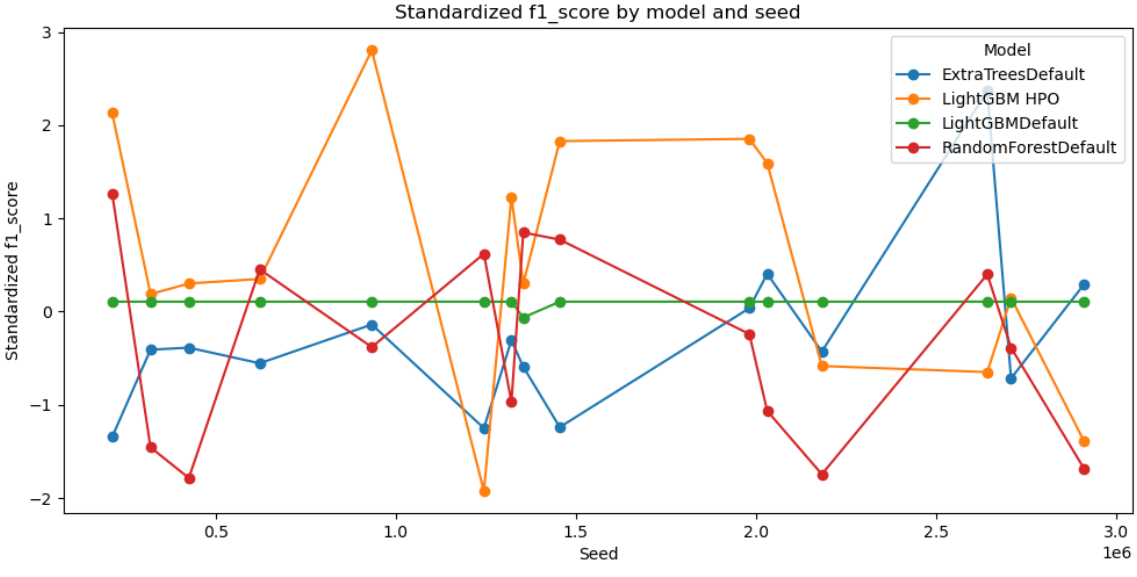 Standardized f1_score by model and seed
Standardized f1_score
3
2
1
0
−1
−2
Model
ExtraTreesDefault
LightGBM HPO
LightGBMDefault
RandomForestDefault
0.5
1.0
1.5
2.0
2.5
3.0
1e6
Seed